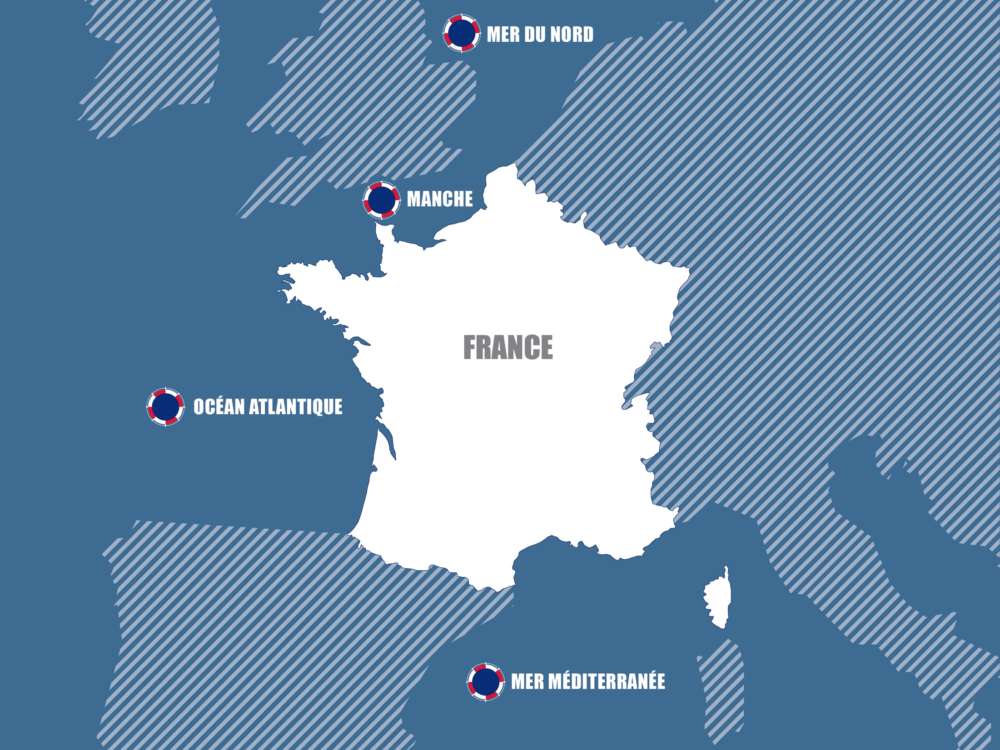 MER DU NORD
MANCHE
FRANCE
OCÉAN ATLANTIQUE
MER MÉDITERRANÉE